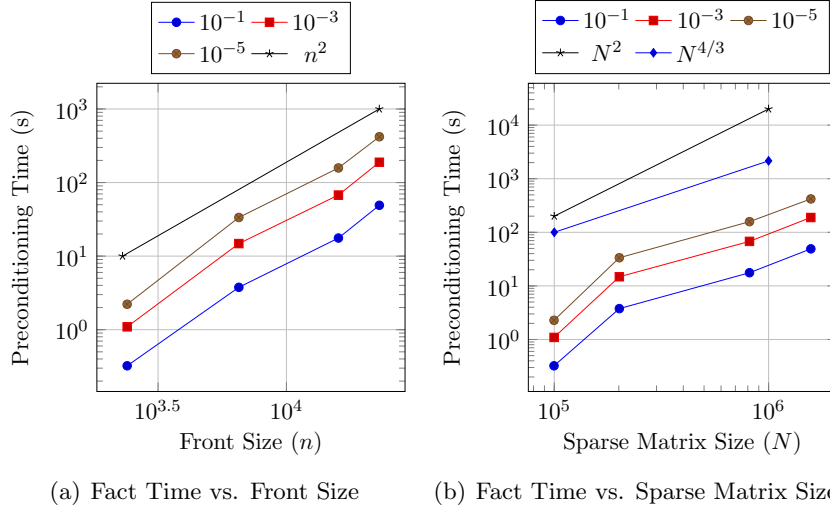 10^{-1} 10^{-3}
10^{-5} n^2
10^3
10^2
10^1
10^0
Preconditioning Time (s)
10^{3.5} 10^4
Front Size (n)
(a) Fact Time vs. Front Size
10^{-1} 10^{-3} 10^{-5}
N^2 N^{4/3}
10^4
10^3
10^2
10^1
10^0
Preconditioning Time (s)
10^5 10^6
Sparse Matrix Size (N)
(b) Fact Time vs. Sparse Matrix Size